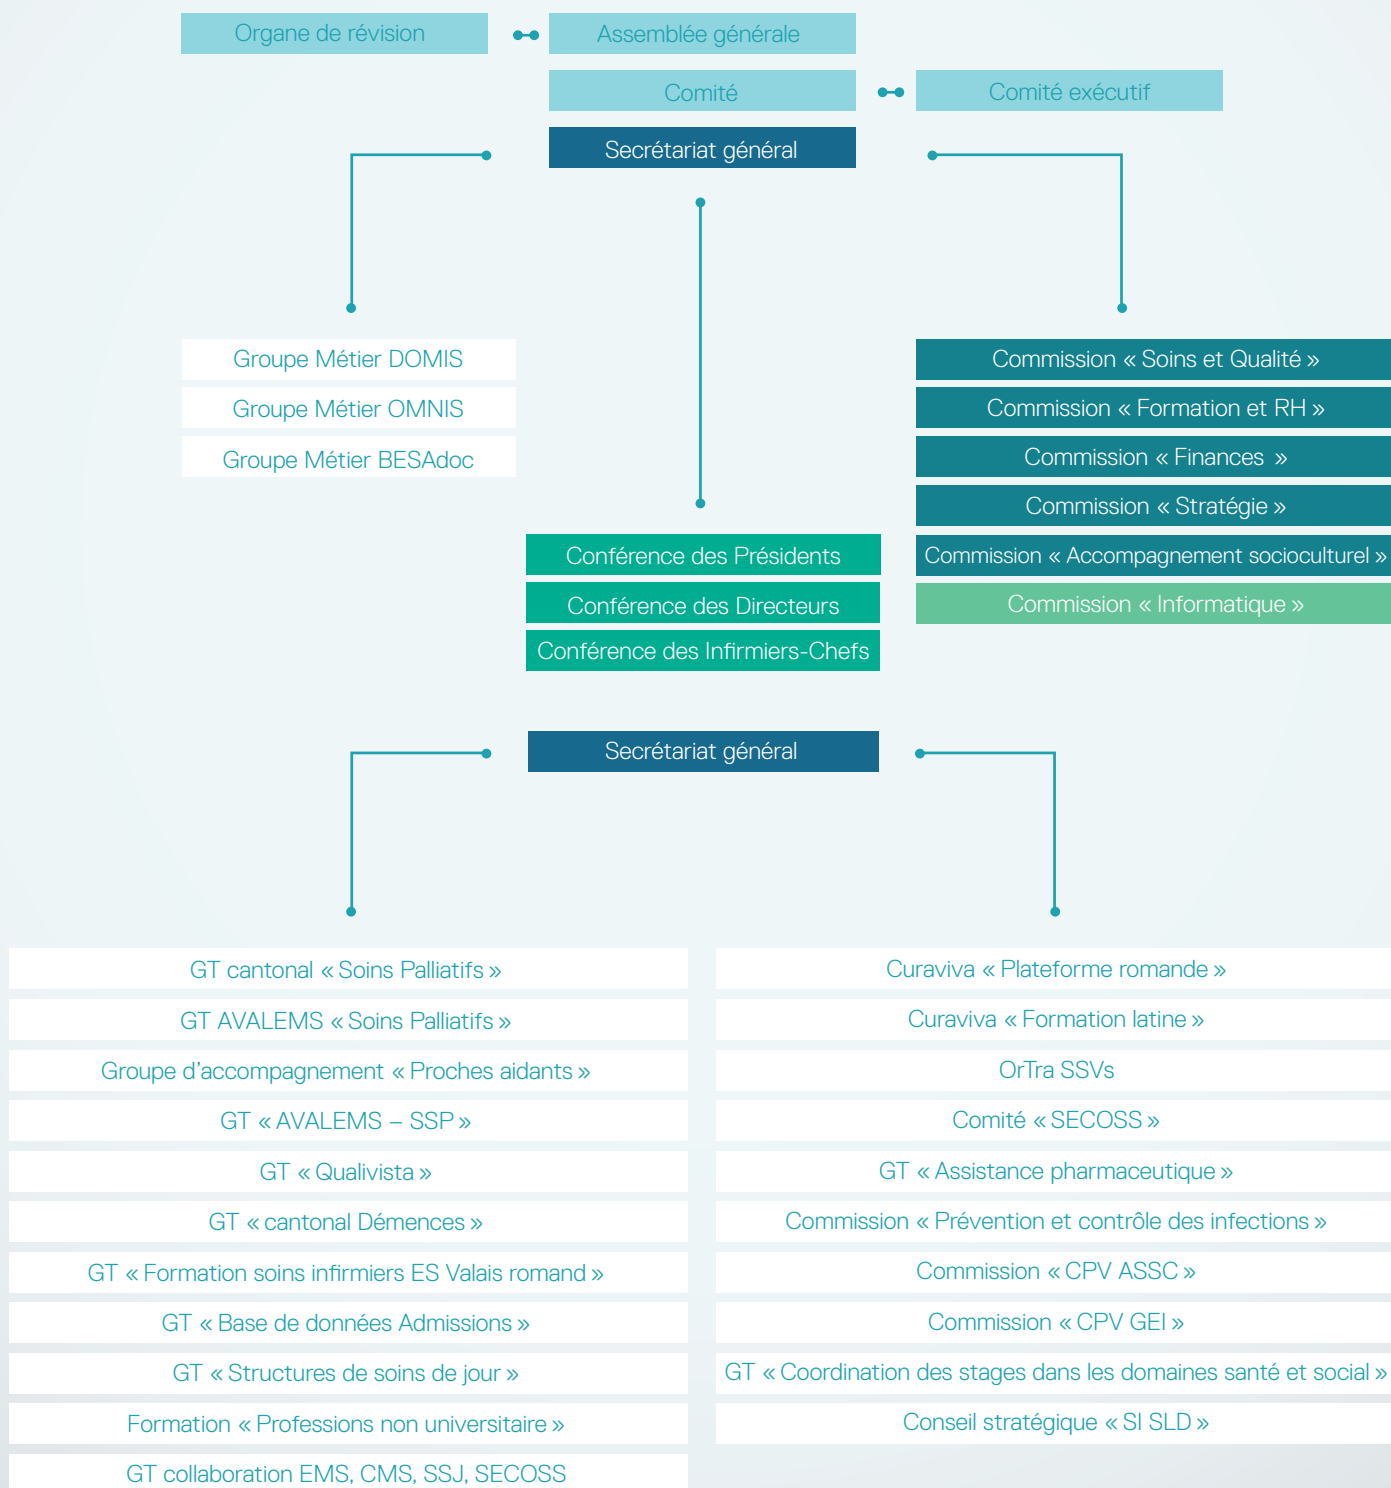 Organe de révision
Assemblée générale
Comité
Comité exécutif
Secrétariat général
Groupe Métier DOMIS
Groupe Métier OMNIS
Groupe Métier BESAdoc
Conférence des Présidents
Conférence des Directeurs
Conférence des Infirmiers-Chefs
Commission « Soins et Qualité »
Commission « Formation et RH »
Commission « Finances »
Commission « Stratégie »
Commission « Accompagnement socioculturel »
Commission « Informatique »
Secrétariat général
GT cantonal « Soins Palliatifs »
GT AVALEMS « Soins Palliatifs »
Groupe d’accompagnement « Proches aidants »
GT « AVALEMS – SSP »
GT « Qualivista »
GT « cantonal Démences »
GT « Formation soins infirmiers ES Valais romand »
GT « Base de données Admissions »
GT « Structures de soins de jour »
Formation « Professions non universitaire »
GT collaboration EMS, CMS, SSJ, SECOSS
Curaviva « Plateforme romande »
Curaviva « Formation latine »
OrTra SSVs
Comité « SECOSS »
GT « Assistance pharmaceutique »
Commission « Prévention et contrôle des infections »
Commission « CPV ASSC »
Commission « CPV GEI »
GT « Coordination des stages dans les domaines santé et social »
Conseil stratégique « SI SLD »